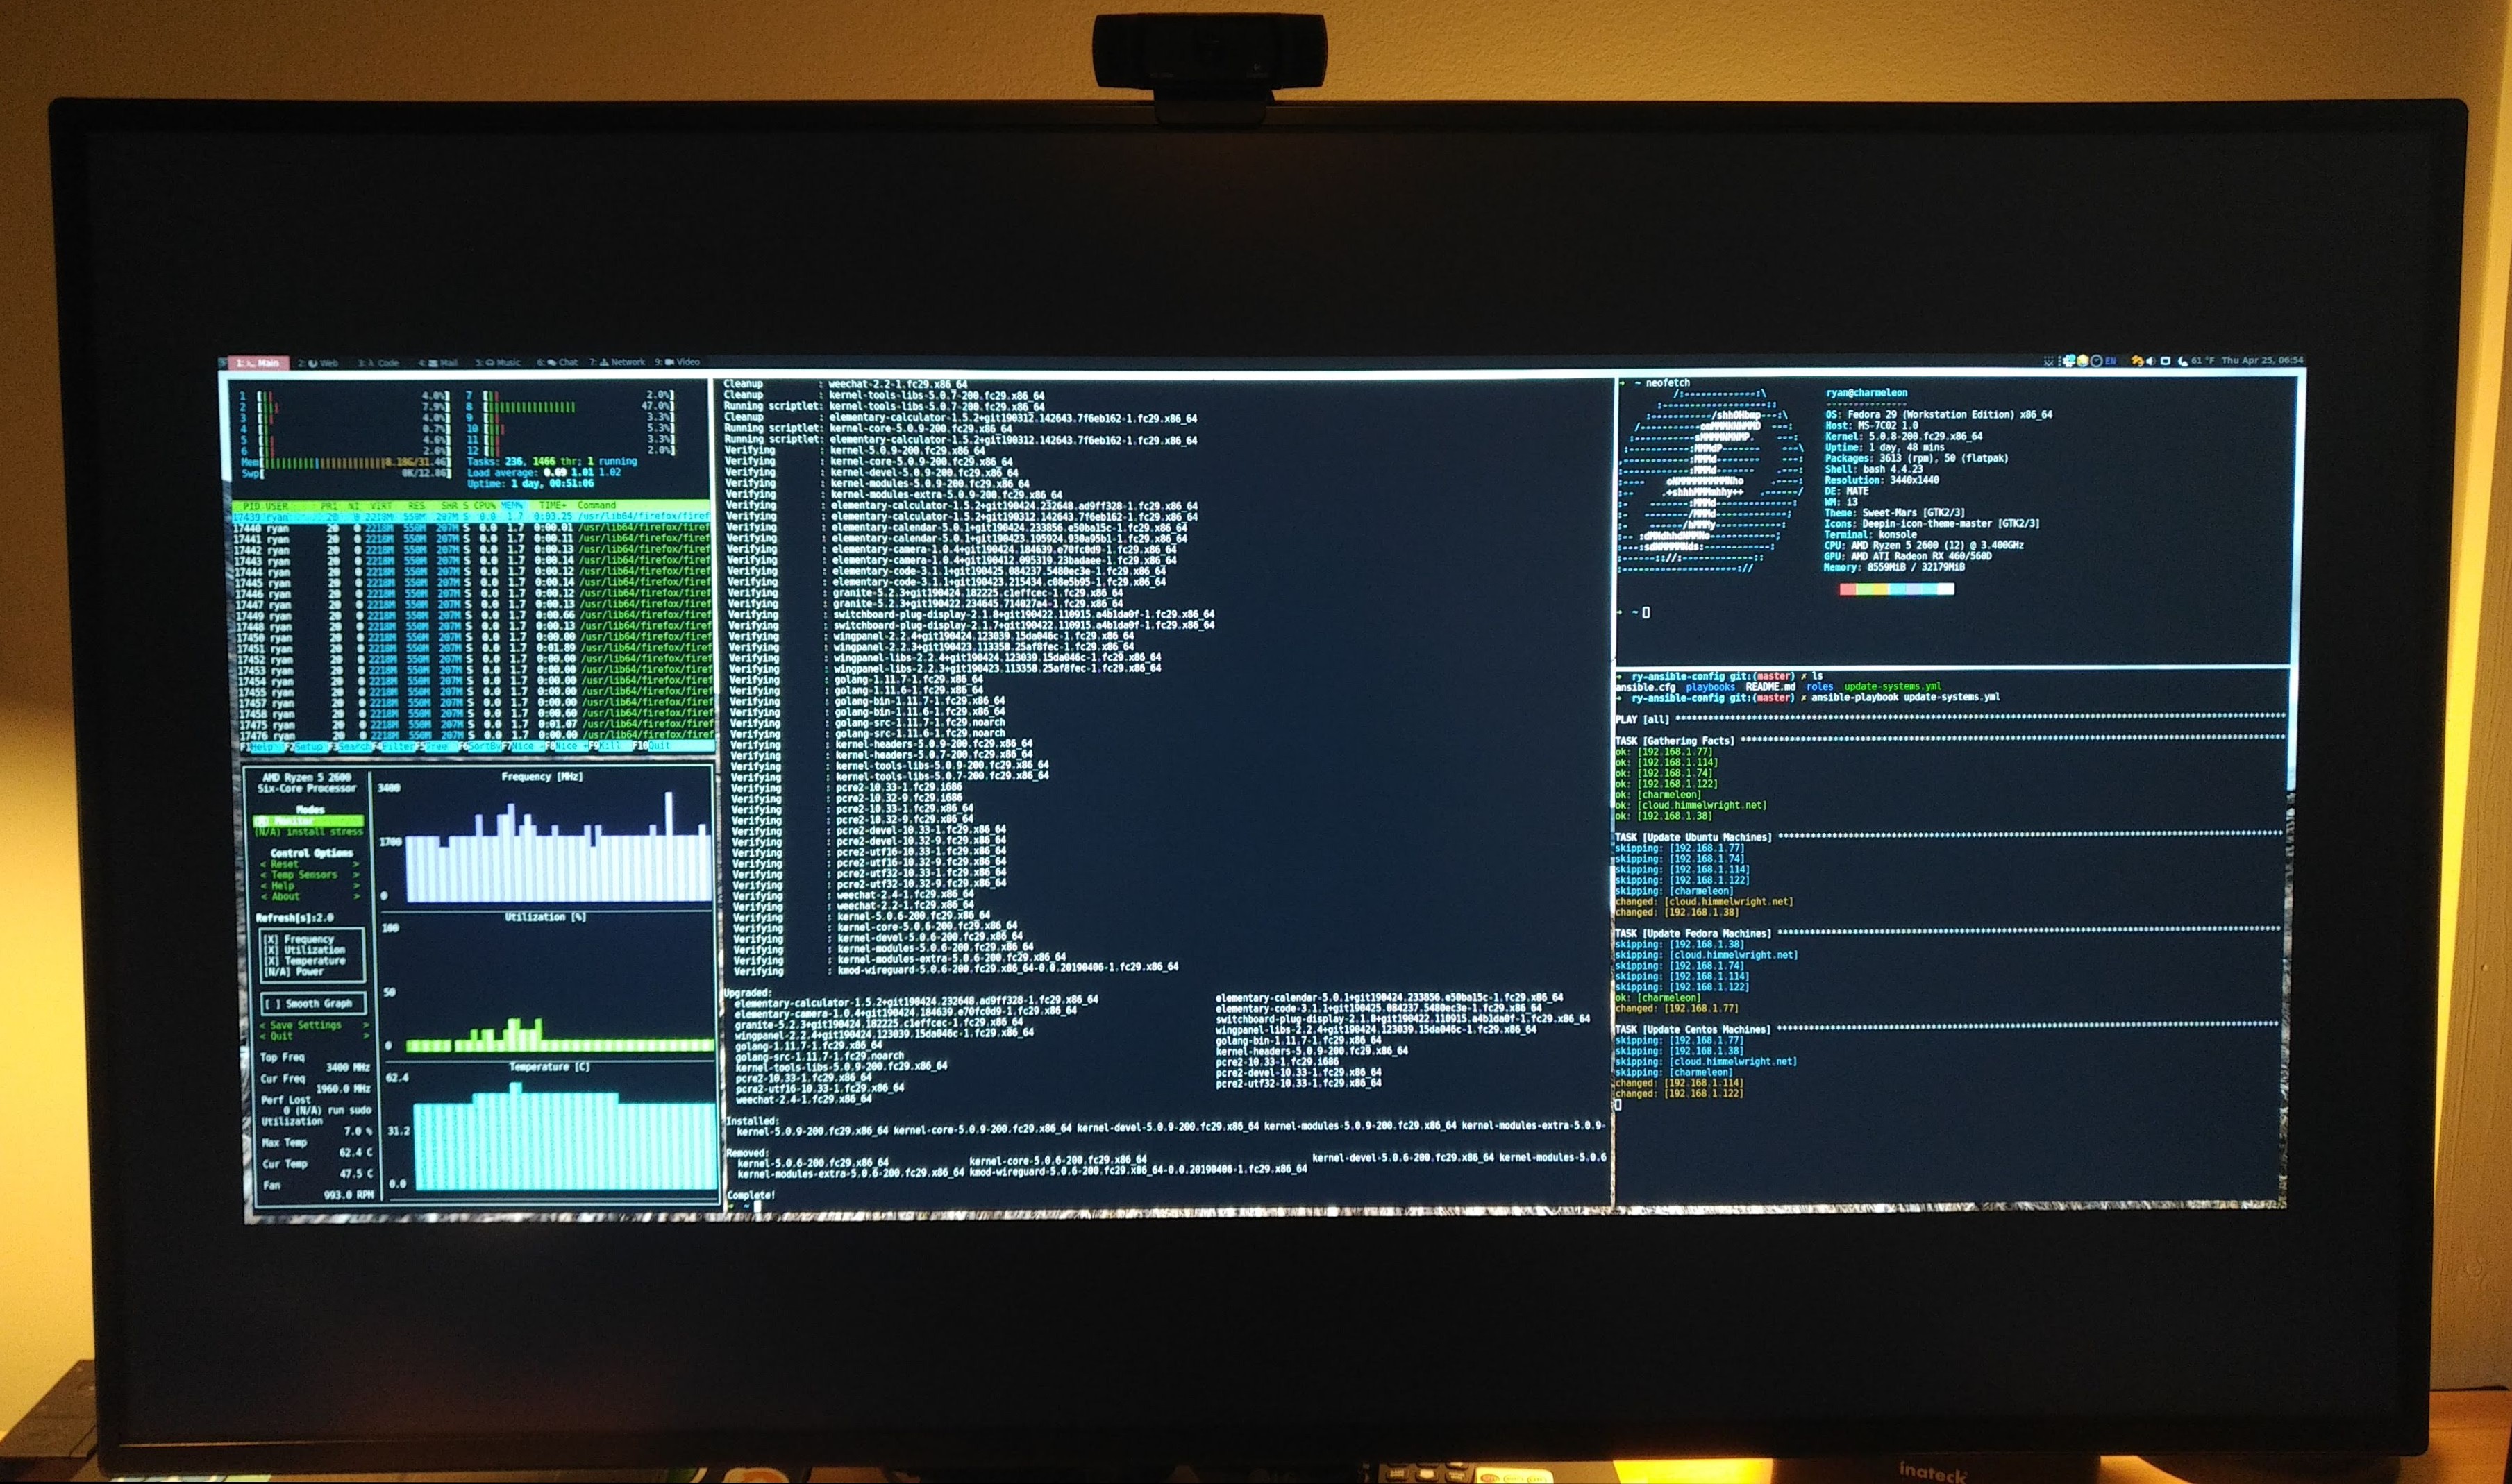 1: Main 2: Web 3: Code 4: Mail 5: Music 6: Chat 7: Network 9: Video
EN 61 °F Thu Apr 25, 06:54
1 [ 4.0%]
2 [ 7.9%]
3 [ 4.0%]
4 [ 0.7%]
5 [ 4.6%]
6 [ 2.6%]
7 [ 2.0%]
8 [ 47.0%]
9 [ 3.3%]
10 [ 5.3%]
11 [ 3.3%]
12 [ 2.0%]
Mem[ 8.18G/31.4G]
Swp[ 0K/12.8G]
Tasks: 236, 1466 thr; 1 running
Load average: 0.69 1.01 1.02
Uptime: 1 day, 00:51:06
PID USER PRI NI VIRT RES SHR S CPU% MEM% TIME+ Command
17439 ryan 20 0 2218M 550M 207M S 0.0 1.7 0:03.25 /usr/lib64/firefox/firef
17440 ryan 20 0 2218M 550M 207M S 0.0 1.7 0:00.01 /usr/lib64/firefox/firef
17441 ryan 20 0 2218M 550M 207M S 0.0 1.7 0:00.11 /usr/lib64/firefox/firef
17442 ryan 20 0 2218M 550M 207M S 0.0 1.7 0:00.13 /usr/lib64/firefox/firef
17443 ryan 20 0 2218M 550M 207M S 0.0 1.7 0:00.14 /usr/lib64/firefox/firef
17444 ryan 20 0 2218M 550M 207M S 0.0 1.7 0:00.12 /usr/lib64/firefox/firef
17445 ryan 20 0 2218M 550M 207M S 0.0 1.7 0:00.14 /usr/lib64/firefox/firef
17446 ryan 20 0 2218M 550M 207M S 0.0 1.7 0:00.12 /usr/lib64/firefox/firef
17447 ryan 20 0 2218M 550M 207M S 0.0 1.7 0:00.13 /usr/lib64/firefox/firef
17449 ryan 20 0 2218M 550M 207M S 0.0 1.7 0:00.66 /usr/lib64/firefox/firef
17448 ryan 20 0 2218M 550M 207M S 0.0 1.7 0:00.13 /usr/lib64/firefox/firef
17450 ryan 20 0 2218M 550M 207M S 0.0 1.7 0:00.00 /usr/lib64/firefox/firef
17451 ryan 20 0 2218M 550M 207M S 0.0 1.7 0:01.89 /usr/lib64/firefox/firef
17452 ryan 20 0 2218M 550M 207M S 0.0 1.7 0:00.00 /usr/lib64/firefox/firef
17453 ryan 20 0 2218M 550M 207M S 0.0 1.7 0:00.00 /usr/lib64/firefox/firef
17454 ryan 20 0 2218M 550M 207M S 0.0 1.7 0:00.00 /usr/lib64/firefox/firef
17455 ryan 20 0 2218M 550M 207M S 0.0 1.7 0:00.00 /usr/lib64/firefox/firef
17457 ryan 20 0 2218M 550M 207M S 0.0 1.7 0:00.00 /usr/lib64/firefox/firef
17458 ryan 20 0 2218M 550M 207M S 0.0 1.7 0:00.60 /usr/lib64/firefox/firef
17475 ryan 20 0 2218M 550M 207M S 0.0 1.7 0:01.07 /usr/lib64/firefox/firef
17476 ryan 20 0 2218M 550M 207M S 0.0 1.7 0:00.00 /usr/lib64/firefox/firef
F1Help F2Setup F3Search F4Filter F5Tree F6SortBy F7Nice -F8Nice +F9Kill F10Quit
AMD Ryzen 5 2600
Six-Core Processor
Modes
(X) Monitor
(N/A) install stress
Control Options
< Reset >
< Temp Sensors >
< Help >
< About >
Refresh[s]:2.0
[X] Frequency
[X] Utilization
[X] Temperature
[N/A] Power
[ ] Smooth Graph
< Save Settings >
< Quit >
Top Freq
3400 MHz
Cur Freq
1960.0 MHz
Perf Lost
0 (N/A) run sudo
Utilization
7.0 %
Max Temp
62.4 C
Cur Temp
47.5 C
Fan
993.0 RPM
Frequency [MHz]
3400
1700
0
Utilization [%]
100
50
0
Temperature [C]
62.4
31.2
0.0
Cleanup : weechat-2.2-1.fc29.x86_64
Cleanup : kernel-tools-libs-5.0.7-200.fc29.x86_64
Running scriptlet: kernel-tools-libs-5.0.7-200.fc29.x86_64
Cleanup : elementary-calculator-1.5.2+git190312.142643.7f6eb162-1.fc29.x86_64
Running scriptlet: kernel-core-5.0.6-200.fc29.x86_64
Running scriptlet: elementary-calculator-1.5.2+git190312.142643.7f6eb162-1.fc29.x86_64
Verifying : kernel-5.0.9-200.fc29.x86_64
Verifying : kernel-core-5.0.9-200.fc29.x86_64
Verifying : kernel-devel-5.0.9-200.fc29.x86_64
Verifying : kernel-modules-5.0.9-200.fc29.x86_64
Verifying : kernel-modules-extra-5.0.9-200.fc29.x86_64
Verifying : elementary-calculator-1.5.2+git190424.232648.ad9ff328-1.fc29.x86_64
Verifying : elementary-calculator-1.5.2+git190312.142643.7f6eb162-1.fc29.x86_64
Verifying : elementary-calendar-5.0.1+git190424.233856.e50ba15c-1.fc29.x86_64
Verifying : elementary-calendar-5.0.1+git190423.195924.930a95b1-1.fc29.x86_64
Verifying : elementary-camera-1.0.4+git190424.184639.e70fc0d9-1.fc29.x86_64
Verifying : elementary-camera-1.0.4+git190412.095319.23badaee-1.fc29.x86_64
Verifying : elementary-code-3.1.1+git190425.084237.5480ec3e-1.fc29.x86_64
Verifying : elementary-code-3.1.1+git190423.215434.c08e5b95-1.fc29.x86_64
Verifying : granite-5.2.3+git190424.182225.c1effcec-1.fc29.x86_64
Verifying : granite-5.2.3+git190422.234645.714027a4-1.fc29.x86_64
Verifying : switchboard-plug-display-2.1.8+git190422.110915.a4b1da0f-1.fc29.x86_64
Verifying : switchboard-plug-display-2.1.7+git190422.110915.a4b1da0f-1.fc29.x86_64
Verifying : wingpanel-2.2.4+git190424.123039.15da046c-1.fc29.x86_64
Verifying : wingpanel-2.2.3+git190423.113358.25af8fec-1.fc29.x86_64
Verifying : wingpanel-libs-2.2.4+git190424.123039.15da046c-1.fc29.x86_64
Verifying : wingpanel-libs-2.2.3+git190423.113358.25af8fec-1.fc29.x86_64
Verifying : golang-1.11.7-1.fc29.x86_64
Verifying : golang-1.11.6-1.fc29.x86_64
Verifying : golang-bin-1.11.7-1.fc29.x86_64
Verifying : golang-bin-1.11.6-1.fc29.x86_64
Verifying : golang-src-1.11.7-1.fc29.noarch
Verifying : golang-src-1.11.6-1.fc29.noarch
Verifying : kernel-headers-5.0.9-200.fc29.x86_64
Verifying : kernel-headers-5.0.7-200.fc29.x86_64
Verifying : kernel-tools-libs-5.0.9-200.fc29.x86_64
Verifying : kernel-tools-libs-5.0.7-200.fc29.x86_64
Verifying : pcre2-10.33-1.fc29.i686
Verifying : pcre2-10.32-9.fc29.i686
Verifying : pcre2-10.33-1.fc29.x86_64
Verifying : pcre2-10.32-9.fc29.x86_64
Verifying : pcre2-devel-10.33-1.fc29.x86_64
Verifying : pcre2-devel-10.32-9.fc29.x86_64
Verifying : pcre2-utf16-10.33-1.fc29.x86_64
Verifying : pcre2-utf16-10.32-9.fc29.x86_64
Verifying : pcre2-utf32-10.33-1.fc29.x86_64
Verifying : pcre2-utf32-10.32-9.fc29.x86_64
Verifying : weechat-2.4-1.fc29.x86_64
Verifying : weechat-2.2-1.fc29.x86_64
Verifying : kernel-5.0.6-200.fc29.x86_64
Verifying : kernel-core-5.0.6-200.fc29.x86_64
Verifying : kernel-devel-5.0.6-200.fc29.x86_64
Verifying : kernel-modules-5.0.6-200.fc29.x86_64
Verifying : kernel-modules-extra-5.0.6-200.fc29.x86_64
Verifying : kmod-wireguard-5.0.6-200.fc29.x86_64-0.0.20190406-1.fc29.x86_64
Upgraded:
elementary-calculator-1.5.2+git190424.232648.ad9ff328-1.fc29.x86_64 elementary-calendar-5.0.1+git190424.233856.e50ba15c-1.fc29.x86_64
elementary-camera-1.0.4+git190424.184639.e70fc0d9-1.fc29.x86_64 elementary-code-3.1.1+git190425.084237.5480ec3e-1.fc29.x86_64
granite-5.2.3+git190424.182225.c1effcec-1.fc29.x86_64 switchboard-plug-display-2.1.8+git190422.110915.a4b1da0f-1.fc29.x86_64
wingpanel-2.2.4+git190424.123039.15da046c-1.fc29.x86_64 wingpanel-libs-2.2.4+git190424.123039.15da046c-1.fc29.x86_64
golang-1.11.7-1.fc29.x86_64 golang-bin-1.11.7-1.fc29.x86_64
golang-src-1.11.7-1.fc29.noarch kernel-headers-5.0.9-200.fc29.x86_64
kernel-tools-libs-5.0.9-200.fc29.x86_64 pcre2-10.33-1.fc29.i686
pcre2-10.33-1.fc29.x86_64 pcre2-devel-10.33-1.fc29.x86_64
pcre2-utf16-10.33-1.fc29.x86_64 pcre2-utf32-10.33-1.fc29.x86_64
weechat-2.4-1.fc29.x86_64
Installed:
kernel-5.0.9-200.fc29.x86_64 kernel-core-5.0.9-200.fc29.x86_64 kernel-devel-5.0.9-200.fc29.x86_64 kernel-modules-5.0.9-200.fc29.x86_64 kernel-modules-extra-5.0.9-
Removed:
kernel-5.0.6-200.fc29.x86_64 kernel-core-5.0.6-200.fc29.x86_64 kernel-devel-5.0.6-200.fc29.x86_64 kernel-modules-5.0.6
kernel-modules-extra-5.0.6-200.fc29.x86_64 kmod-wireguard-5.0.6-200.fc29.x86_64-0.0.20190406-1.fc29.x86_64
Complete!
→ ~
→ ~ neofetch
ryan@charmeleon
---------------
OS: Fedora 29 (Workstation Edition) x86_64
Host: MS-7C02 1.0
Kernel: 5.0.8-200.fc29.x86_64
Uptime: 1 day, 48 mins
Packages: 3613 (rpm), 50 (flatpak)
Shell: bash 4.4.23
Resolution: 3440x1440
DE: MATE
WM: i3
Theme: Sweet-Mars [GTK2/3]
Icons: Deepin-icon-theme-master [GTK2/3]
Terminal: konsole
CPU: AMD Ryzen 5 2600 (12) @ 3.400GHz
GPU: AMD ATI Radeon RX 460/560D
Memory: 8559MiB / 32179MiB
→ ~
→ ry-ansible-config git:(master) ✗ ls
ansible.cfg playbooks README.md roles update-systems.yml
→ ry-ansible-config git:(master) ✗ ansible-playbook update-systems.yml
PLAY [all]
TASK [Gathering Facts]
ok: [192.168.1.77]
ok: [192.168.1.114]
ok: [192.168.1.74]
ok: [192.168.1.122]
ok: [charmeleon]
ok: [cloud.himmelwright.net]
ok: [192.168.1.38]
TASK [Update Ubuntu Machines]
skipping: [192.168.1.77]
skipping: [192.168.1.74]
skipping: [192.168.1.114]
skipping: [192.168.1.122]
skipping: [charmeleon]
changed: [cloud.himmelwright.net]
changed: [192.168.1.38]
TASK [Update Fedora Machines]
skipping: [192.168.1.38]
skipping: [cloud.himmelwright.net]
skipping: [192.168.1.74]
skipping: [192.168.1.114]
skipping: [192.168.1.122]
ok: [charmeleon]
changed: [192.168.1.77]
TASK [Update Centos Machines]
skipping: [192.168.1.77]
skipping: [192.168.1.38]
skipping: [cloud.himmelwright.net]
skipping: [charmeleon]
changed: [192.168.1.114]
changed: [192.168.1.122]
inateck